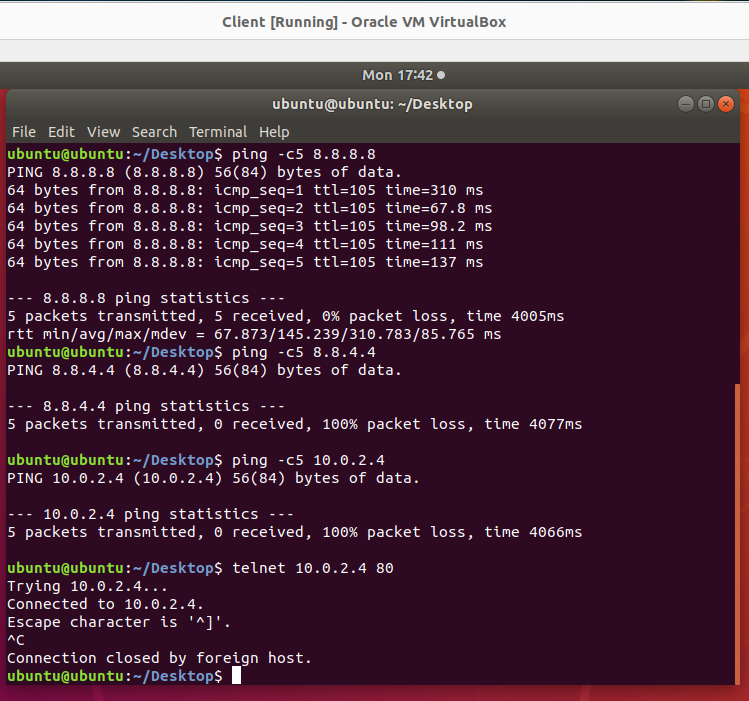 Client [Running] - Oracle VM VirtualBox
Mon 17:42
ubuntu@ubuntu: ~/Desktop
File Edit View Search Terminal Help
ubuntu@ubuntu:~/Desktop$ ping -c5 8.8.8.8
PING 8.8.8.8 (8.8.8.8) 56(84) bytes of data.
64 bytes from 8.8.8.8: icmp_seq=1 ttl=105 time=310 ms
64 bytes from 8.8.8.8: icmp_seq=2 ttl=105 time=67.8 ms
64 bytes from 8.8.8.8: icmp_seq=3 ttl=105 time=98.2 ms
64 bytes from 8.8.8.8: icmp_seq=4 ttl=105 time=111 ms
64 bytes from 8.8.8.8: icmp_seq=5 ttl=105 time=137 ms
--- 8.8.8.8 ping statistics ---
5 packets transmitted, 5 received, 0% packet loss, time 4005ms
rtt min/avg/max/mdev = 67.873/145.239/310.783/85.765 ms
ubuntu@ubuntu:~/Desktop$ ping -c5 8.8.4.4
PING 8.8.4.4 (8.8.4.4) 56(84) bytes of data.
--- 8.8.4.4 ping statistics ---
5 packets transmitted, 0 received, 100% packet loss, time 4077ms
ubuntu@ubuntu:~/Desktop$ ping -c5 10.0.2.4
PING 10.0.2.4 (10.0.2.4) 56(84) bytes of data.
--- 10.0.2.4 ping statistics ---
5 packets transmitted, 0 received, 100% packet loss, time 4066ms
ubuntu@ubuntu:~/Desktop$ telnet 10.0.2.4 80
Trying 10.0.2.4...
Connected to 10.0.2.4.
Escape character is '^]'.
^C
Connection closed by foreign host.
ubuntu@ubuntu:~/Desktop$